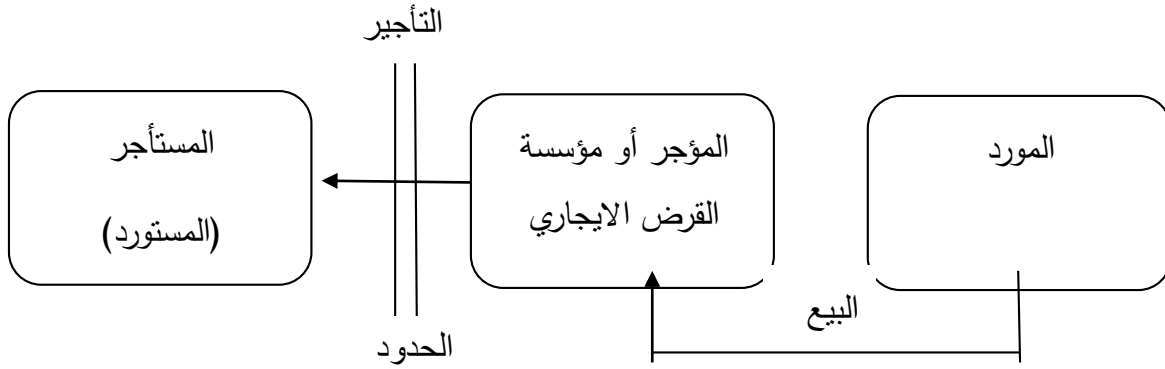 التأجير
المورد
المؤجر أو مؤسسة
القرض الايجاري
المستأجر
(المستورد)
البيع
الحدود